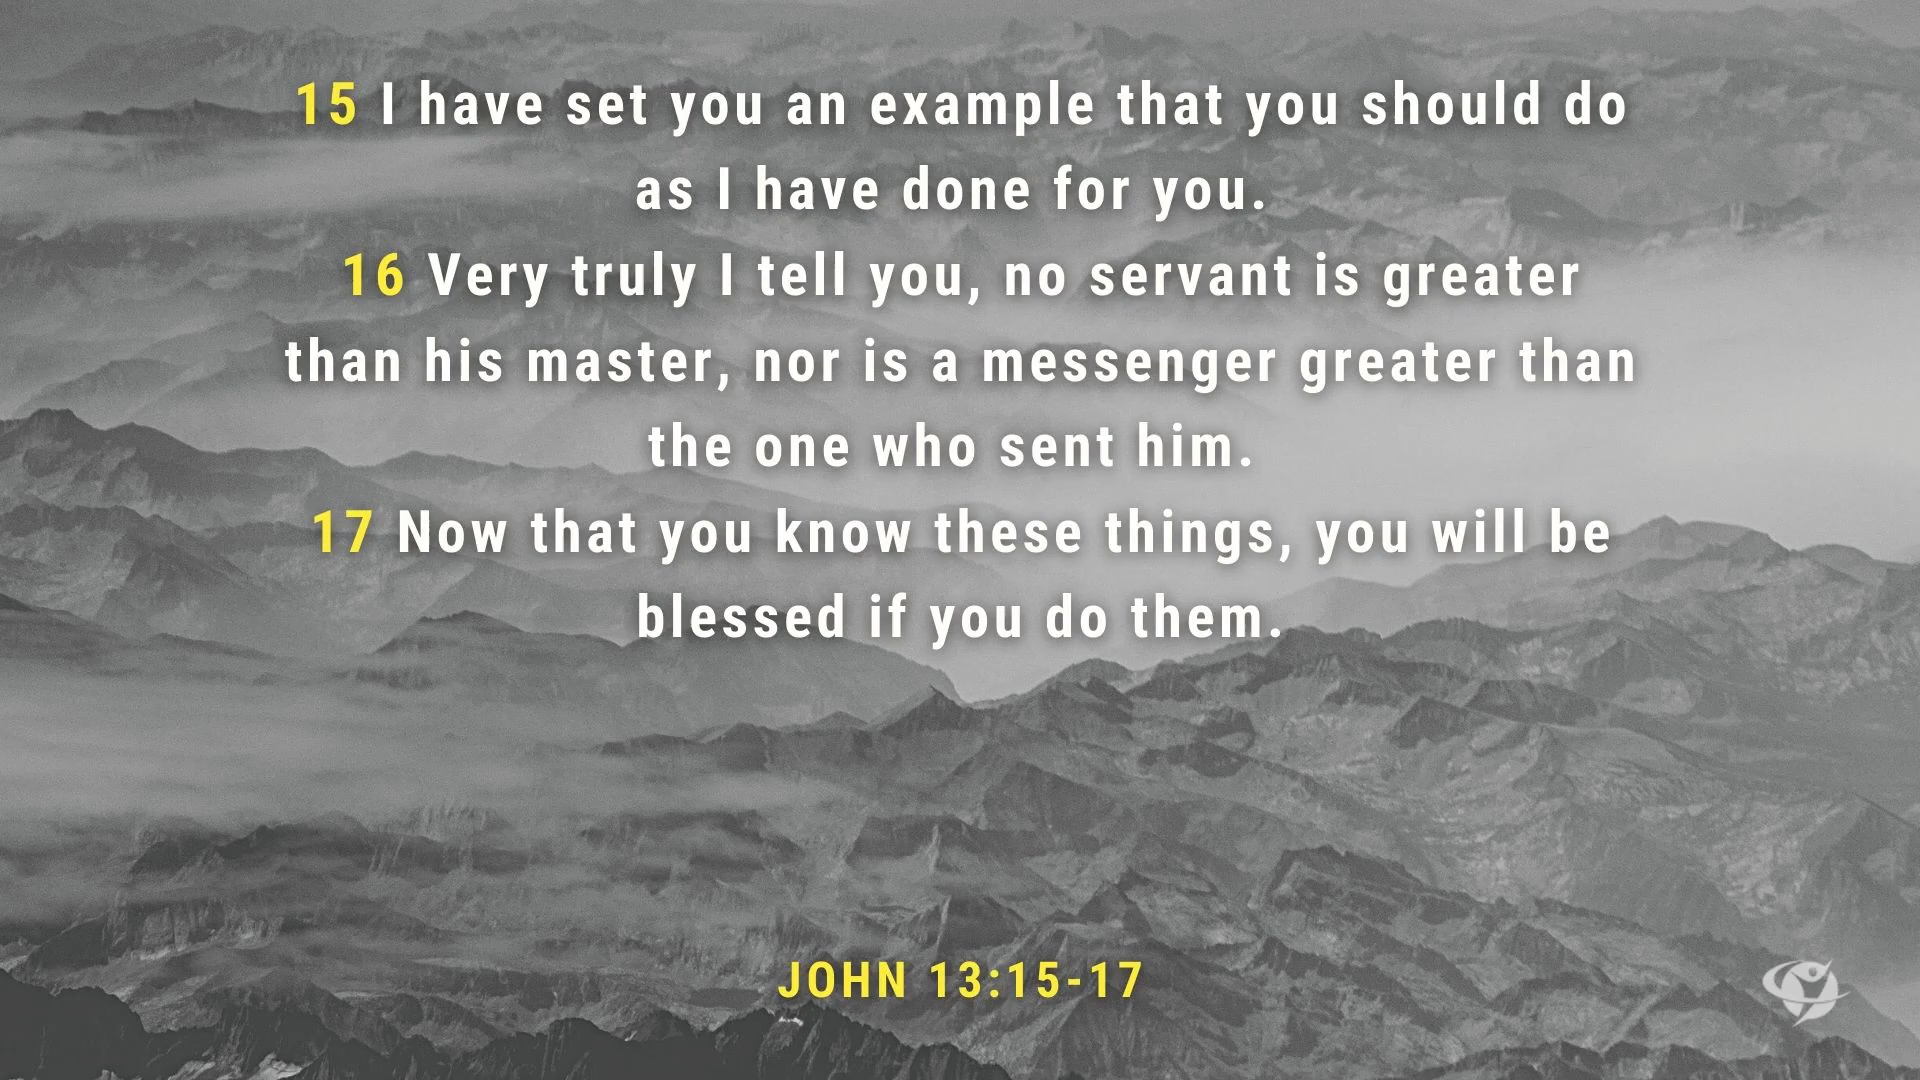 15 I have set you an example that you should do
as I have done for you.
16 Very truly I tell you, no servant is greater
than his master, nor is a messenger greater than
the one who sent him.
17 Now that you know these things, you will be
blessed if you do them.
JOHN 13:15-17